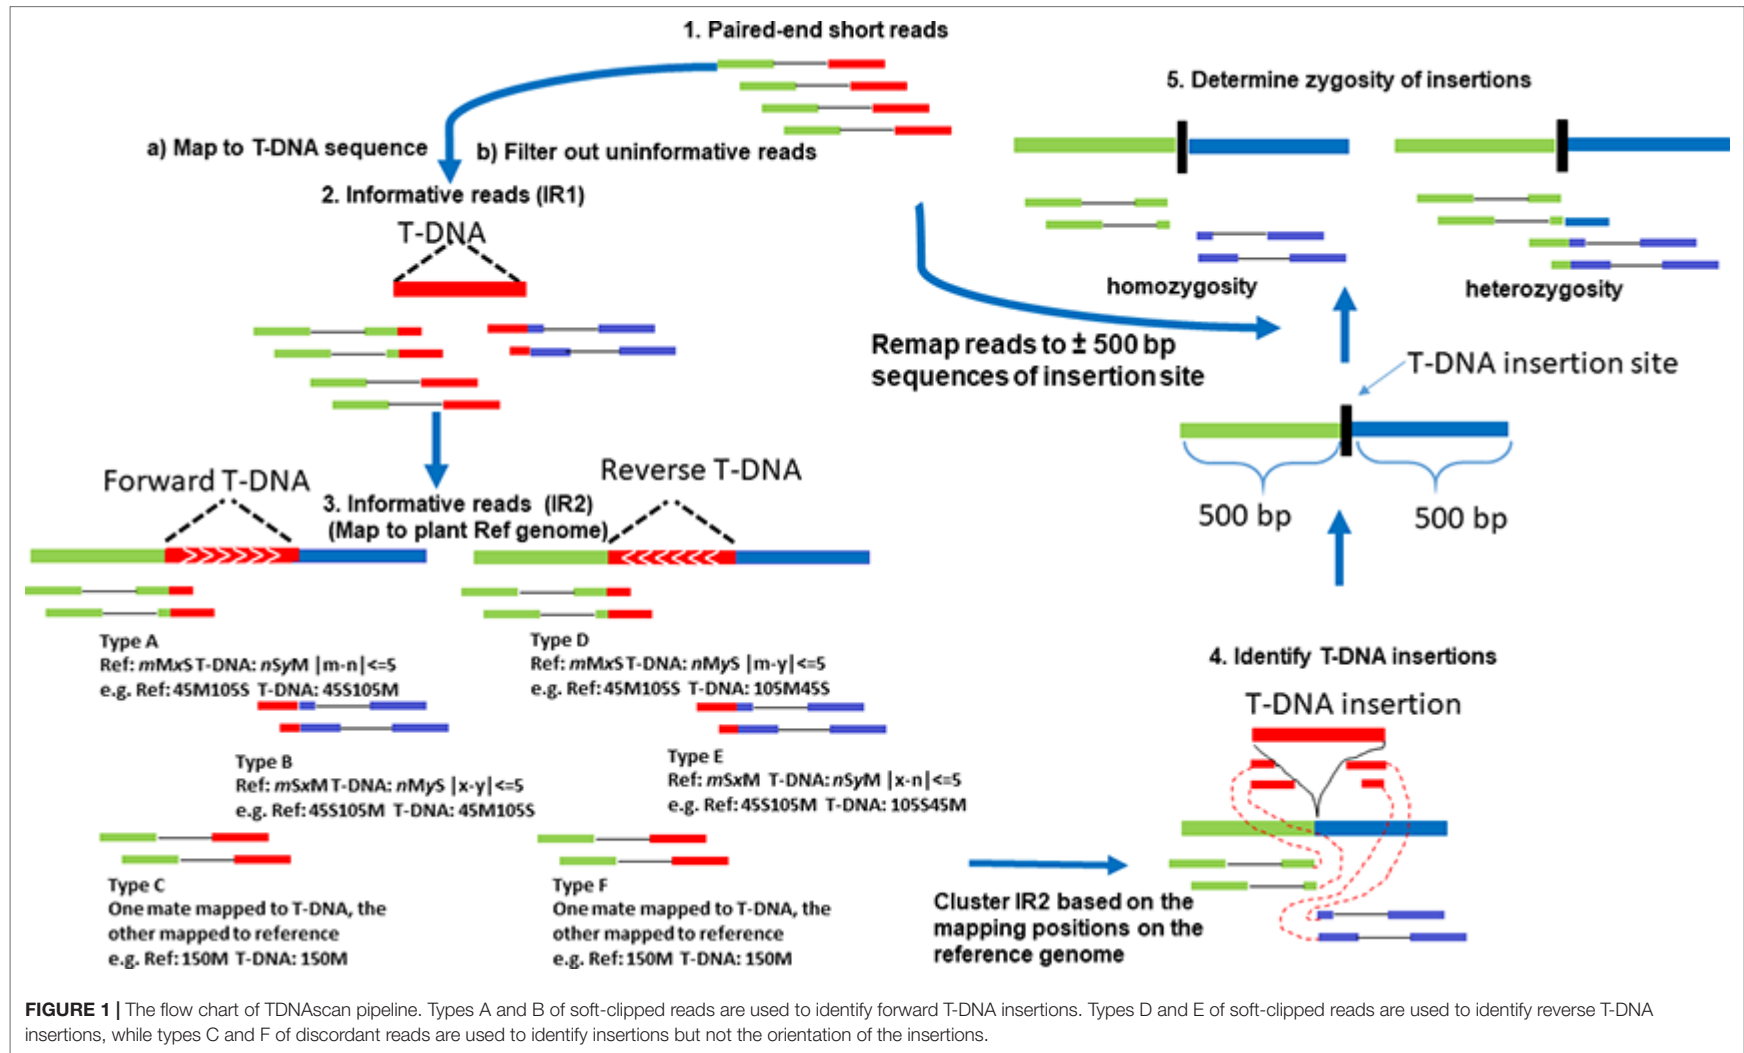 1. Paired-end short reads
a) Map to T-DNA sequence
b) Filter out uninformative reads
2. Informative reads (IR1)
T-DNA
Forward T-DNA
Reverse T-DNA
3. Informative reads (IR2)
(Map to plant Ref genome)
Type A
Ref: mMxS T-DNA: nSyM |m-n|<=5
e.g. Ref: 45M105S T-DNA: 45S105M
Type B
Ref: mSxM T-DNA: nMyS |x-y|<=5
e.g. Ref: 45S105M T-DNA: 45M105S
Type C
One mate mapped to T-DNA, the
other mapped to reference
e.g. Ref: 150M T-DNA: 150M
Type D
Ref: mMxS T-DNA: nMyS |m-y|<=5
e.g. Ref: 45M105S T-DNA: 105M45S
Type E
Ref: mSxM T-DNA: nSyM |x-n|<=5
e.g. Ref: 45S105M T-DNA: 105S45M
Type F
One mate mapped to T-DNA, the
other mapped to reference
e.g. Ref: 150M T-DNA: 150M
Cluster IR2 based on the
mapping positions on the
reference genome
4. Identify T-DNA insertions
T-DNA insertion
500 bp
500 bp
T-DNA insertion site
Remap reads to ± 500 bp
sequences of insertion site
5. Determine zygosity of insertions
homozygosity
heterozygosity
FIGURE 1 | The flow chart of TDNAscan pipeline. Types A and B of soft-clipped reads are used to identify forward T-DNA insertions. Types D and E of soft-clipped reads are used to identify reverse T-DNA
insertions, while types C and F of discordant reads are used to identify insertions but not the orientation of the insertions.